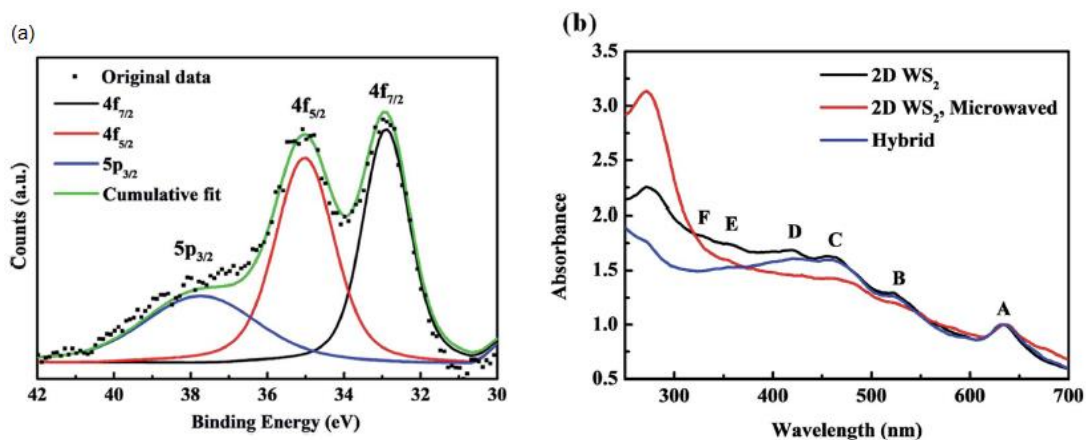 (a)
Original data
4f7/2
4f5/2
5p3/2
Cumulative fit
4f5/2
4f7/2
5p3/2
Counts (a.u.)
42 40 38 36 34 32 30
Binding Energy (eV)
(b)
3.5
3.0
2.5
2.0
1.5
1.0
0.5
2D WS2
2D WS2, Microwaved
Hybrid
F E D C B A
Absorbance
300 400 500 600 700
Wavelength (nm)